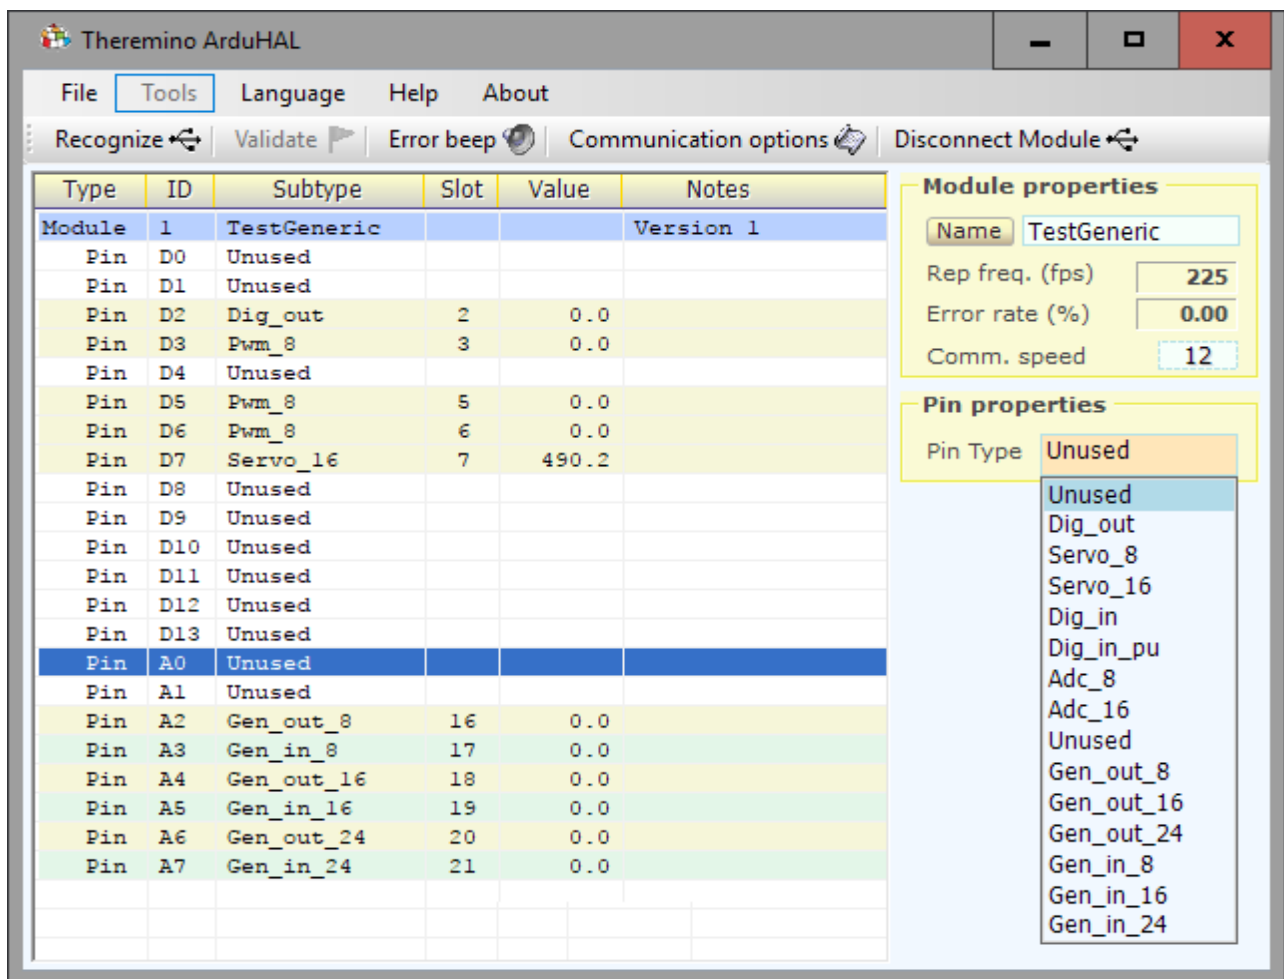 Theremino ArduHAL
File Tools Language Help About
Recognize Validate Error beep Communication options Disconnect Module
Type ID Subtype Slot Value Notes
Module 1 TestGeneric Version 1
Pin D0 Unused
Pin D1 Unused
Pin D2 Dig_out 2 0.0
Pin D3 Pwm_8 3 0.0
Pin D4 Unused
Pin D5 Pwm_8 5 0.0
Pin D6 Pwm_8 6 0.0
Pin D7 Servo_16 7 490.2
Pin D8 Unused
Pin D9 Unused
Pin D10 Unused
Pin D11 Unused
Pin D12 Unused
Pin D13 Unused
Pin A0 Unused
Pin A1 Unused
Pin A2 Gen_out_8 16 0.0
Pin A3 Gen_in_8 17 0.0
Pin A4 Gen_out_16 18 0.0
Pin A5 Gen_in_16 19 0.0
Pin A6 Gen_out_24 20 0.0
Pin A7 Gen_in_24 21 0.0
Module properties
Name TestGeneric
Rep freq. (fps) 225
Error rate (%) 0.00
Comm. speed 12
Pin properties
Pin Type Unused
Unused
Dig_out
Servo_8
Servo_16
Dig_in
Dig_in_pu
Adc_8
Adc_16
Unused
Gen_out_8
Gen_out_16
Gen_out_24
Gen_in_8
Gen_in_16
Gen_in_24